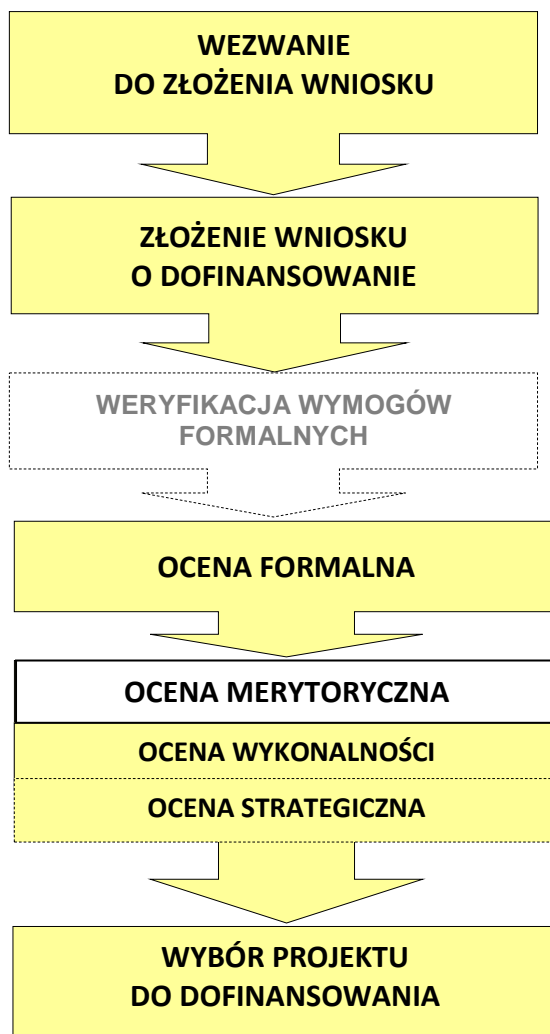 WEZWANIE
DO ZŁOŻENIA WNIOSKU
ZŁOŻENIE WNIOSKU
O DOFINANSOWANIE
WERYFIKACJA WYMOGÓW
FORMALNYCH
OCENA FORMALNA
OCENA MERYTORYCZNA
OCENA WYKONALNOŚCI
OCENA STRATEGICZNA
WYBÓR PROJEKTU
DO DOFINANSOWANIA